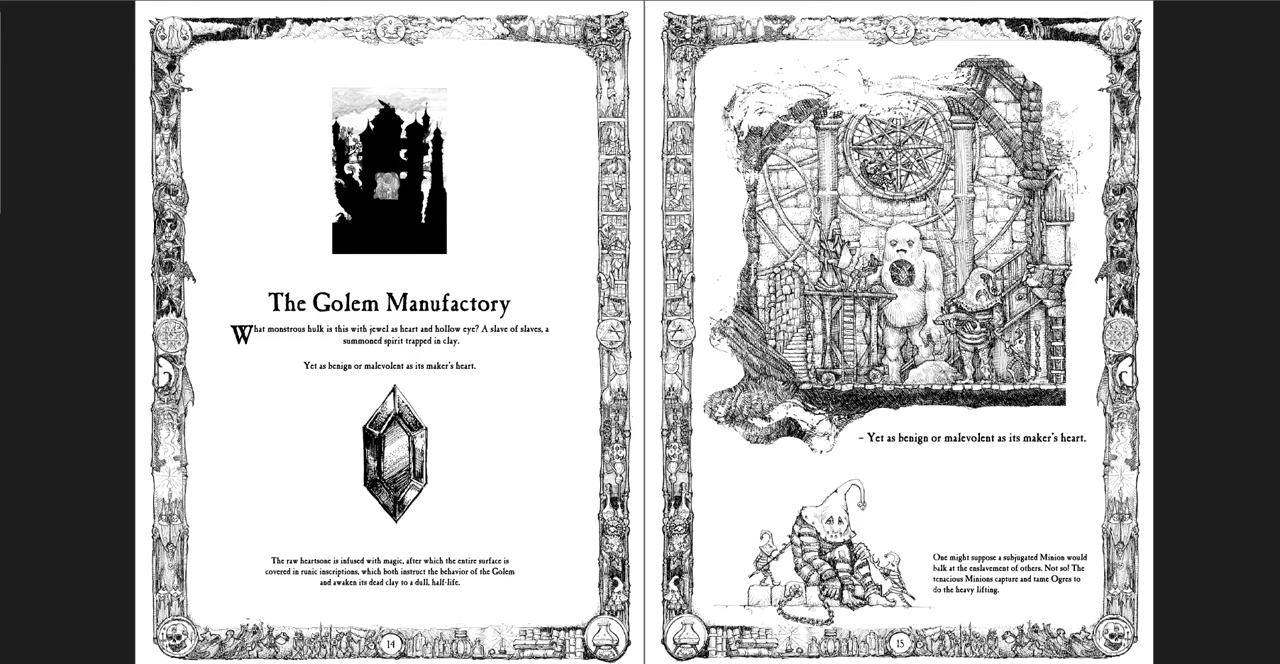 The Golem Manufactory
What monstrous hulk is this with jewel as heart and hollow eye? A slave of slaves, a
summoned spirit trapped in clay.
Yet as benign or malevolent as its maker's heart.
The raw heartsone is infused with magic, after which the entire surface is
covered in runic inscriptions, which both instruct the behavior of the Golem
and awaken its dead clay to a dull, half-life.
14
– Yet as benign or malevolent as its maker's heart.
One might suppose a subjugated Minion would
balk at the enslavement of others. Not so! The
tenacious Minions capture and tame Ogres to
do the heavy lifting.
15